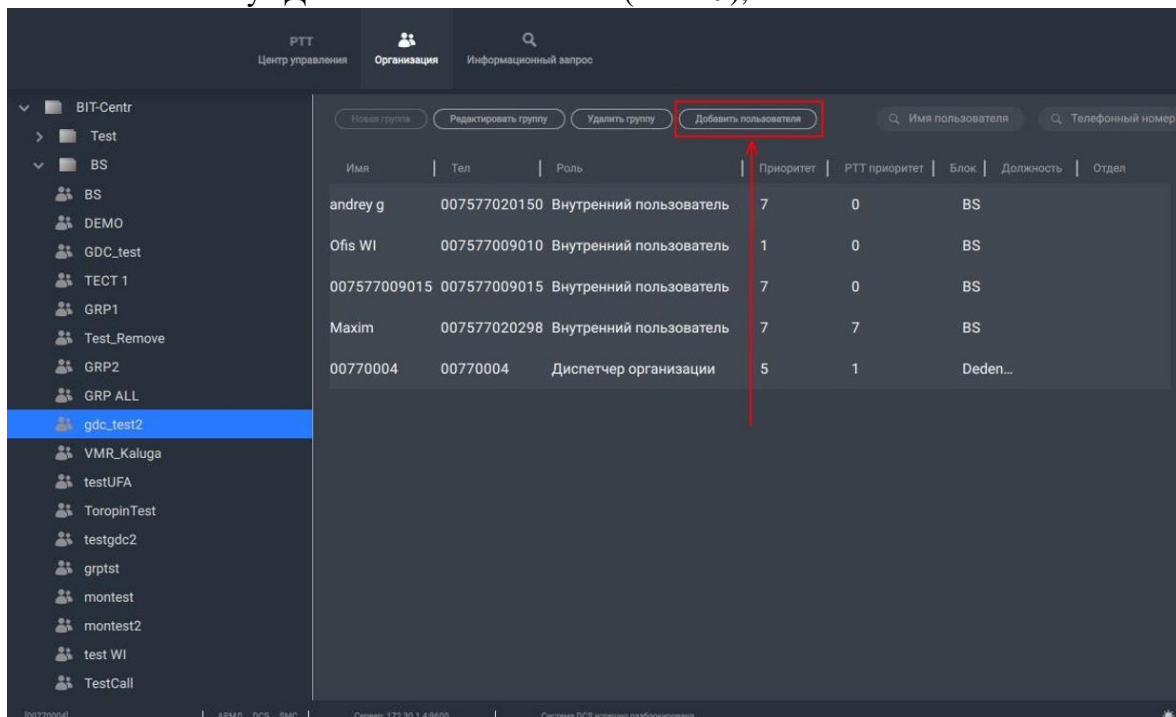 PTT
Центр управления
Организация
Информационный запрос
BIT-Centr
Test
BS
BS
DEMO
GDC_test
ТЕСТ 1
GRP1
Test_Remove
GRP2
GRP ALL
gdc_test2
VMR_Kaluga
testUFA
ToropinTest
testgdc2
grptst
montest
montest2
test WI
TestCall
Новая группа Редактировать группу Удалить группу Добавить пользователя Имя пользователя Телефонный номер
Имя Тел Роль Приоритет PTT приоритет Блок Должность Отдел
andrey g 007577020150 Внутренний пользователь 7 0 BS
Ofis WI 007577009010 Внутренний пользователь 1 0 BS
007577009015 007577009015 Внутренний пользователь 7 0 BS
Maxim 007577020298 Внутренний пользователь 7 7 BS
00770004 00770004 Диспетчер организации 5 1 Deden...